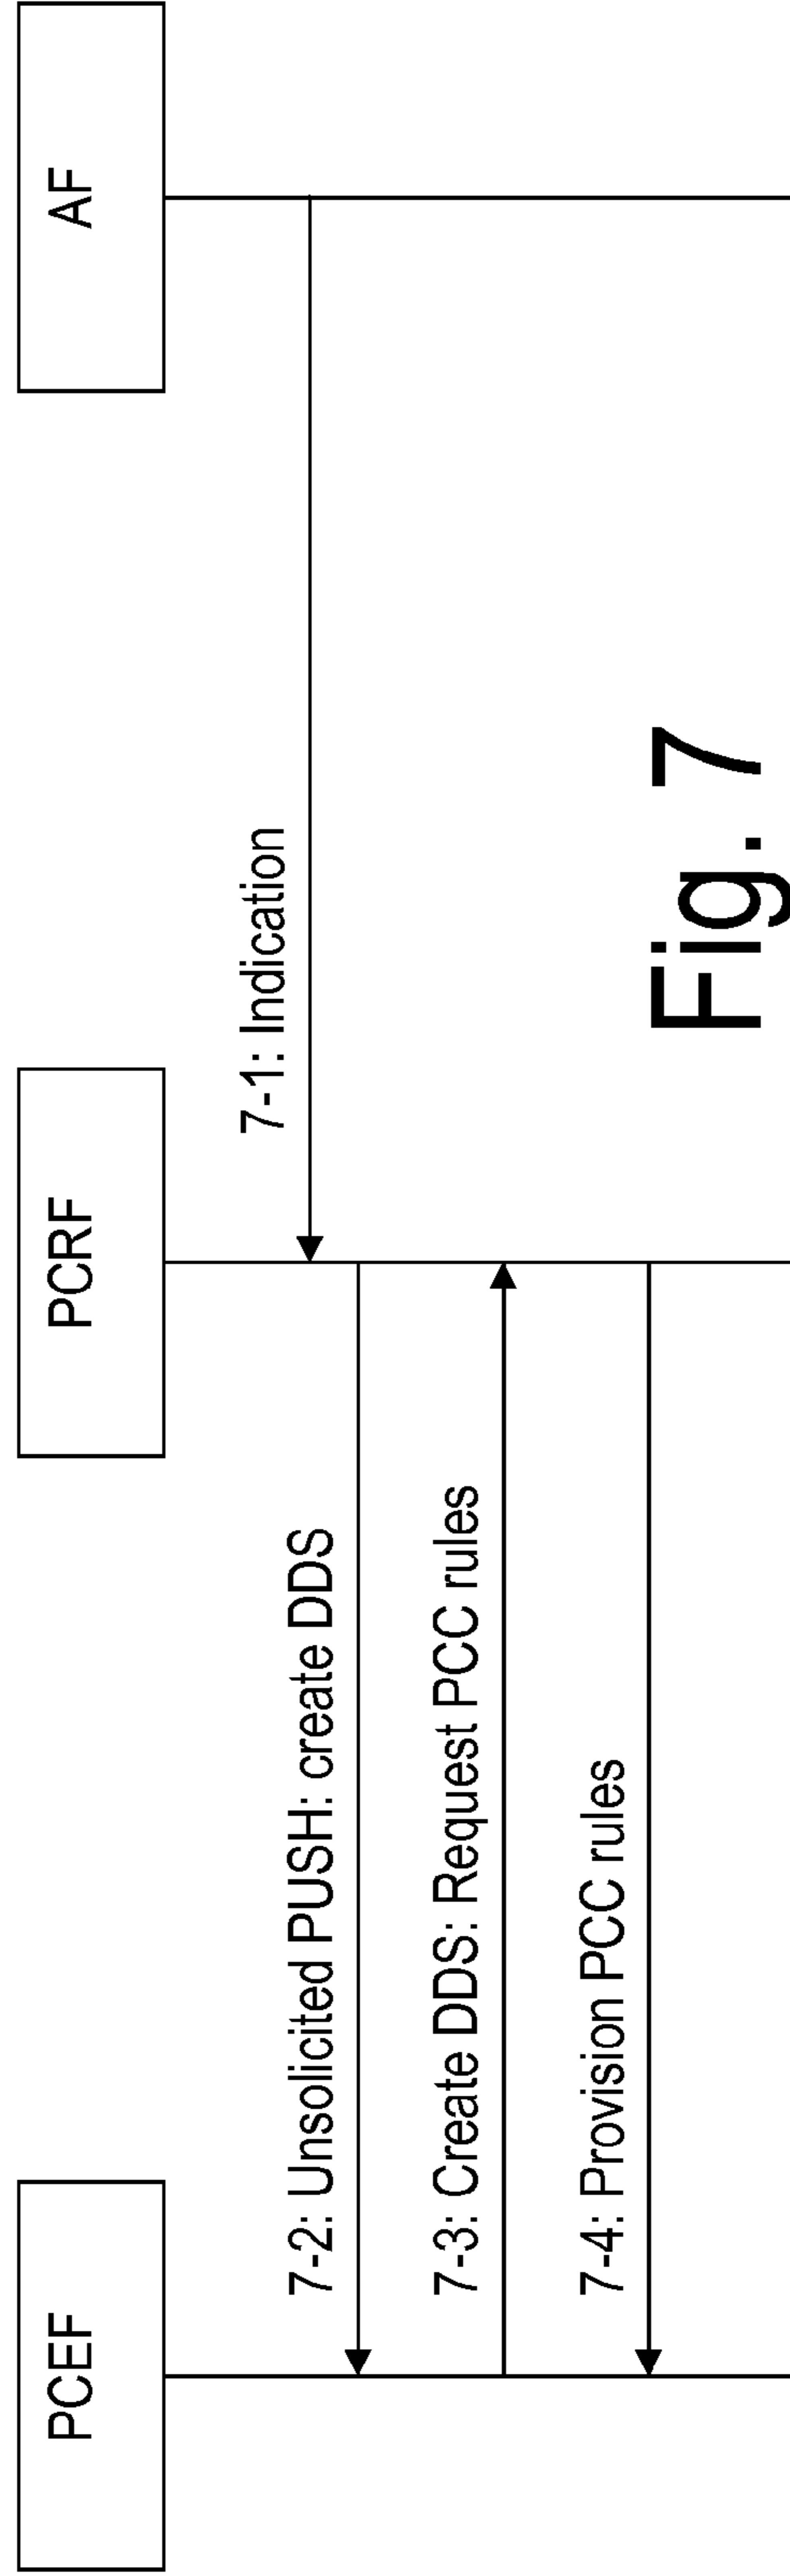 PCEF
PCRF
AF
7-1: Indication
7-2: Unsolicited PUSH: create DDS
7-3: Create DDS: Request PCC rules
7-4: Provision PCC rules
Fig. 7